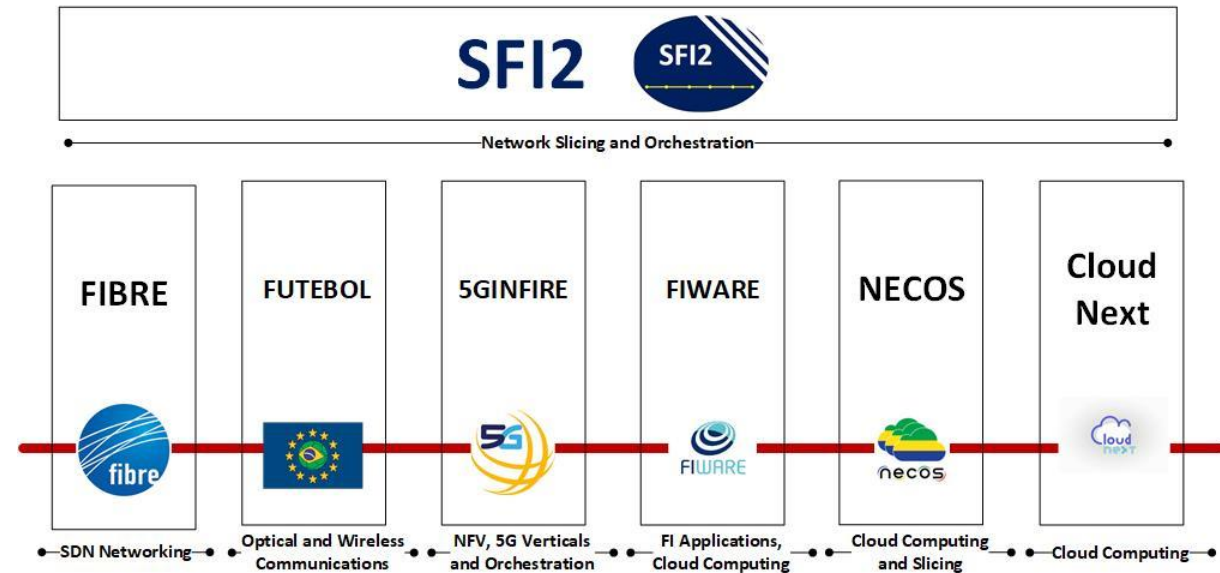 SFI2
SFI2
Network Slicing and Orchestration
FIBRE
FUTEBOL
5GINFIRE
FIWARE
NECOS
Cloud
Next
fibre
5G
FIWARE
necos
Cloud
next
SDN Networking
Optical and Wireless
Communications
NFV, 5G Verticals
and Orchestration
FI Applications,
Cloud Computing
Cloud Computing
and Slicing
Cloud Computing